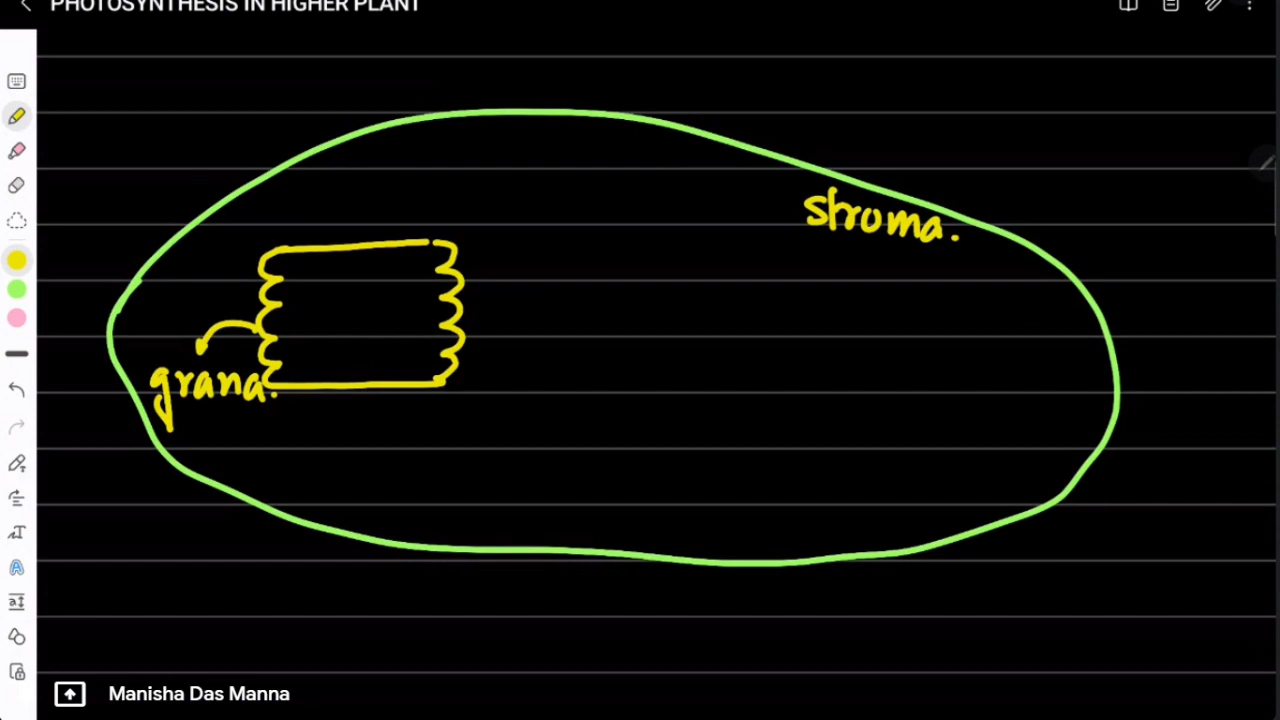 PHOTOSYNTHESIS IN HIGHER PLANT
stroma.
grana.
Manisha Das Manna